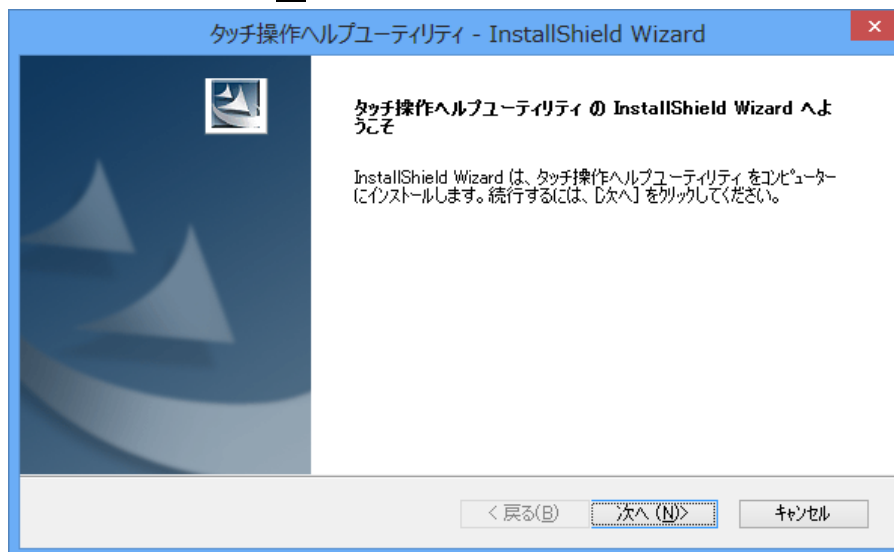 タッチ操作ヘルプユーティリティ - InstallShield Wizard
タッチ操作ヘルプユーティリティ の InstallShield Wizard へよ
うこそ
InstallShield Wizard は、タッチ操作ヘルプユーティリティ をコンピューター
にインストールします。続行するには、[次へ] をクリックしてください。
< 戻る(B) 次へ (N)> キャンセル